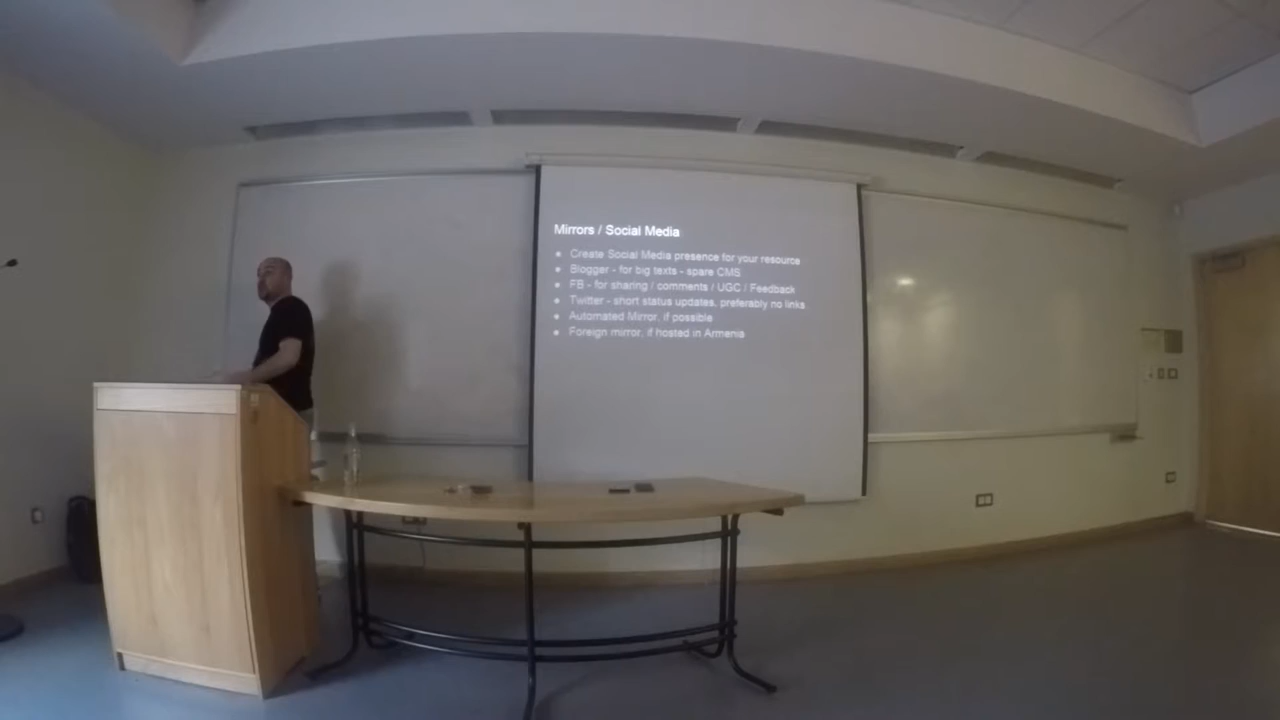 Mirrors / Social Media
● Create Social Media presence for your resource
● Blogger - for big texts - spare CMS
● FB - for sharing / comments / UGC / Feedback
● Twitter - short status updates, preferably no links
● Automated Mirror, if possible
● Foreign mirror, if hosted in Armenia